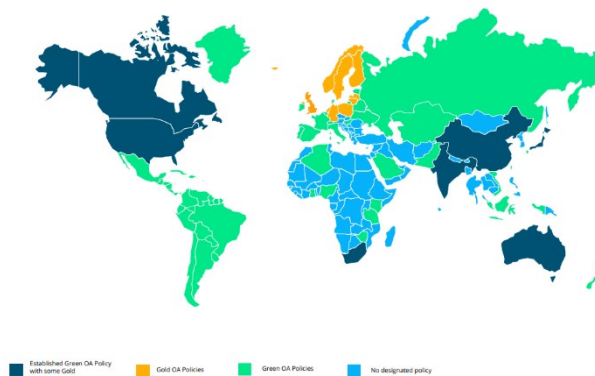 Established Green OA Policy
with some Gold
Gold OA Policies
Green OA Policies
No designated policy